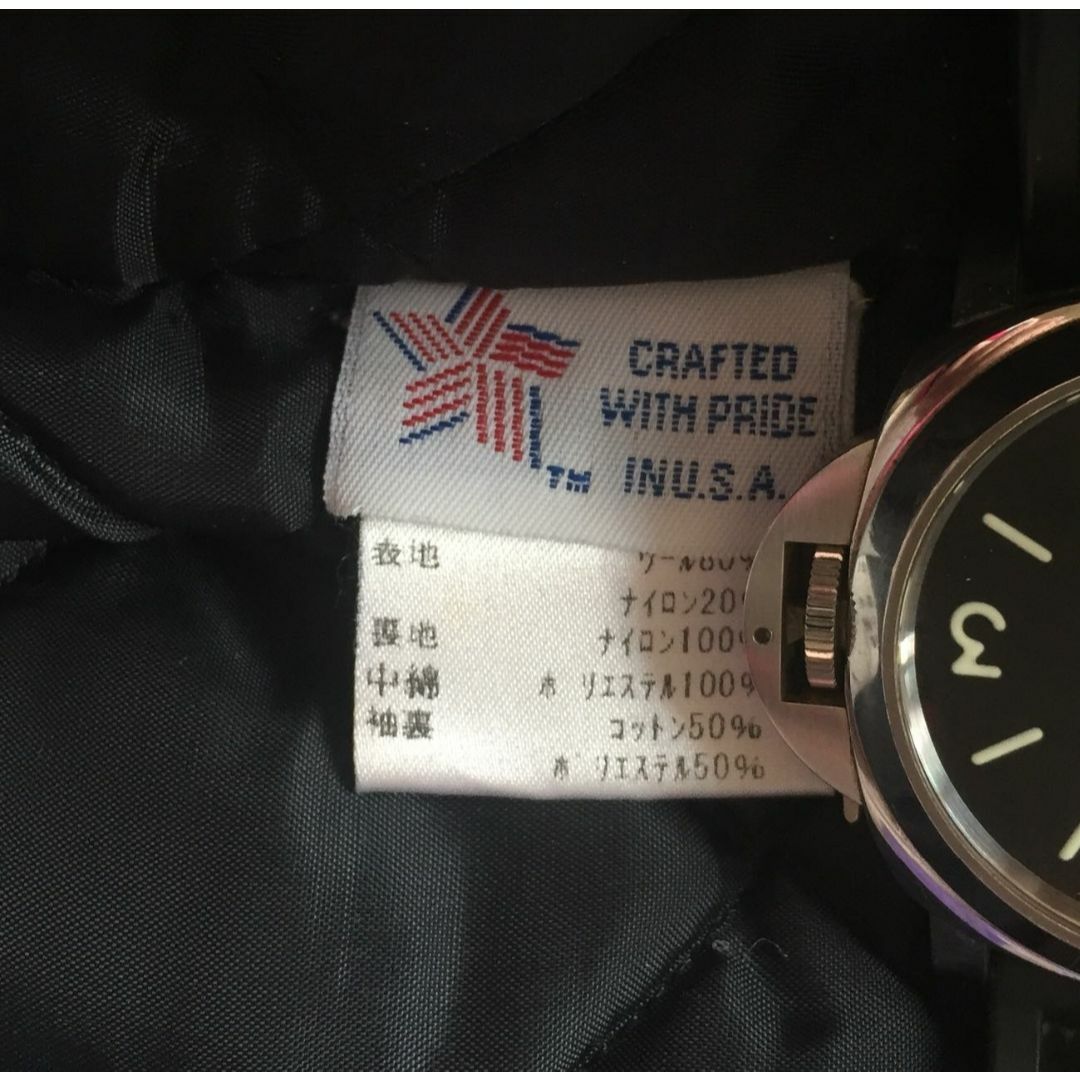 CRAFTED
WITH PRIDE
TM IN U.S.A.
表地 ウール80%
ナイロン20%
裏地 ナイロン100%
中綿 ポリエステル100%
袖裏 コットン50%
ポリエステル50%
3